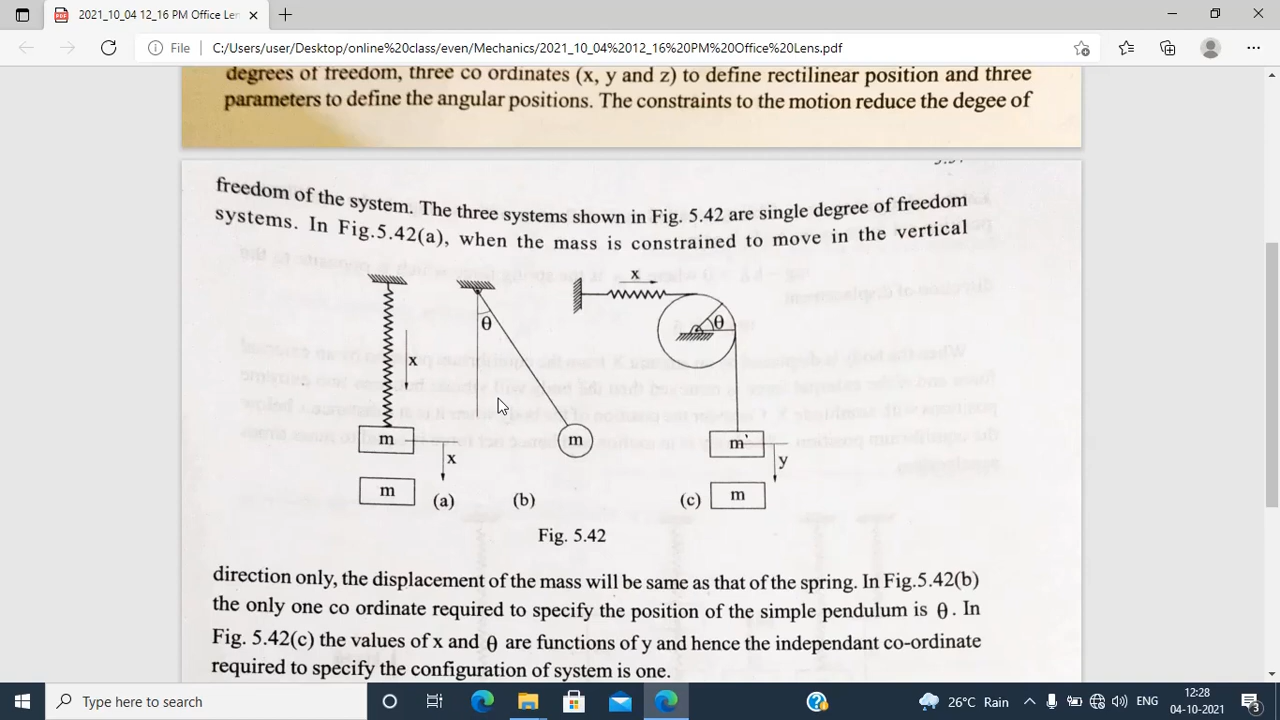 2021_10_04 12_16 PM Office Len
File
C:/Users/user/Desktop/online%20class/even/Mechanics/2021_10_04%2012_16%20PM%20Office%20Lens.pdf
degrees of freedom, three co ordinates (x, y and z) to define rectilinear position and three
parameters to define the angular positions. The constraints to the motion reduce the degee of
freedom of the system. The three systems shown in Fig. 5.42 are single degree of freedom
systems. In Fig.5.42(a), when the mass is constrained to move in the vertical
x
θ
θ
x
m
m
m'
x
y
m
(a)
(b)
(c)
m
Fig. 5.42
direction only, the displacement of the mass will be same as that of the spring. In Fig.5.42(b)
the only one co ordinate required to specify the position of the simple pendulum is θ. In
Fig. 5.42(c) the values of x and θ are functions of y and hence the independant co-ordinate
required to specify the configuration of system is one.
Type here to search
26°C Rain
ENG
12:28
04-10-2021
3